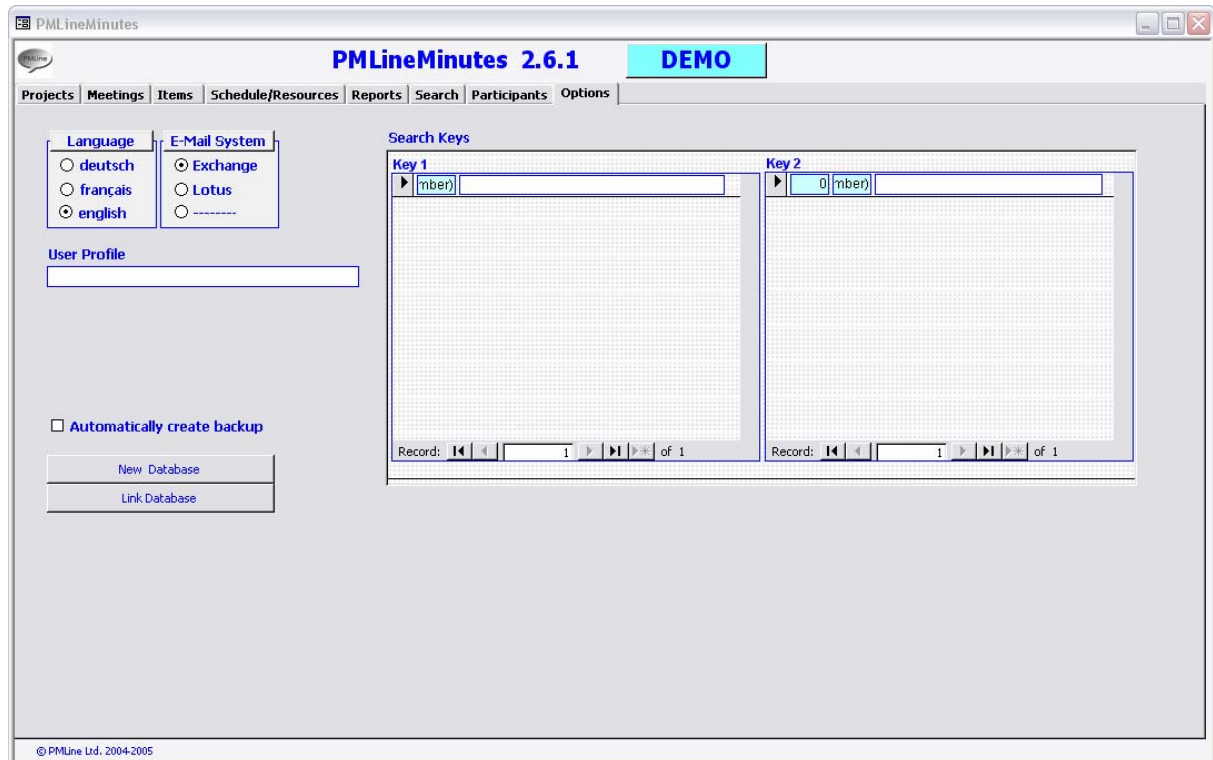 PMLineMinutes
PMLine
PMLineMinutes 2.6.1 DEMO
Projects Meetings Items Schedule/Resources Reports Search Participants Options
Language E-Mail System
deutsch Exchange
français Lotus
english --------
User Profile
Automatically create backup
New Database
Link Database
Search Keys
Key 1 Key 2
mber) 0 mber)
Record: 1 of 1 Record: 1 of 1
© PMLine Ltd. 2004-2005